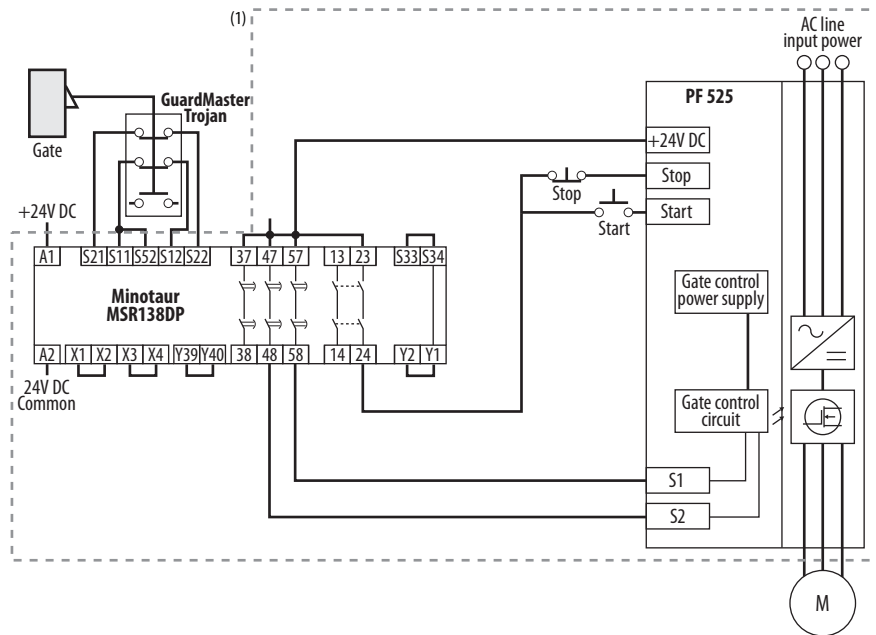 (1)
AC line
input power
GuardMaster
Trojan
PF 525
Gate
+24V DC
Stop
Stop
Start
Start
+24V DC
A1 S21 S11 S52 S12 S22 37 47 57 13 23 S33 S34
Minotaur
MSR138DP
Gate control
power supply
A2 X1 X2 X3 X4 Y39 Y40 38 48 58 14 24 Y2 Y1
24V DC
Common
Gate control
circuit
S1
S2
M